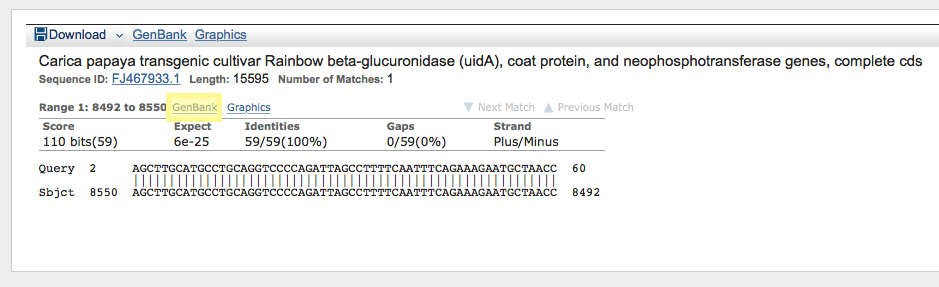 Download GenBank Graphics
Carica papaya transgenic cultivar Rainbow beta-glucuronidase (uidA), coat protein, and neophosphotransferase genes, complete cds
Sequence ID: FJ467933.1 Length: 15595 Number of Matches: 1
Range 1: 8492 to 8550 GenBank Graphics ▼ Next Match ▲ Previous Match
Score Expect Identities Gaps Strand
110 bits(59) 6e-25 59/59(100%) 0/59(0%) Plus/Minus
Query 2 AGCTTGCATGCCTGCAGGTCCCCAGATTAGCCTTTTCAATTTCAGAAAGAATGCTAACC 60
Sbjct 8550 AGCTTGCATGCCTGCAGGTCCCCAGATTAGCCTTTTCAATTTCAGAAAGAATGCTAACC 8492